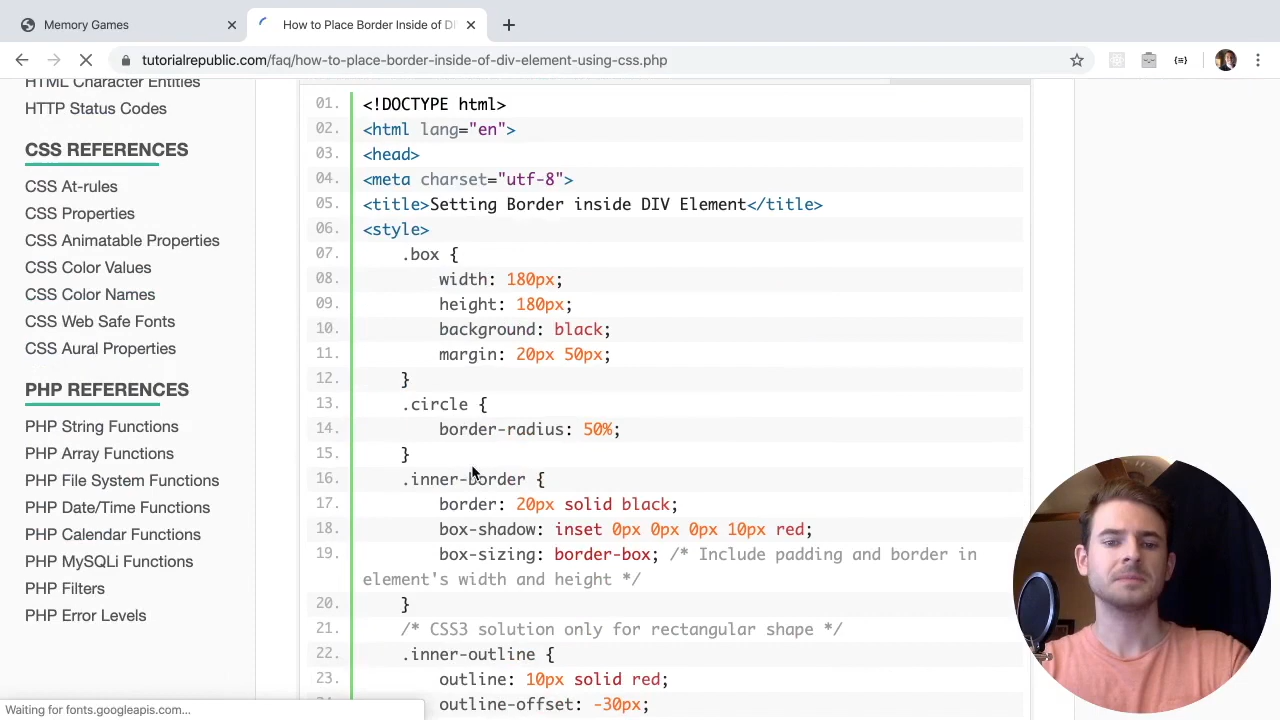 Memory Games
How to Place Border Inside of DI
tutorialrepublic.com/faq/how-to-place-border-inside-of-div-element-using-css.php
HTML Character Entities
HTTP Status Codes
CSS REFERENCES
CSS At-rules
CSS Properties
CSS Animatable Properties
CSS Color Values
CSS Color Names
CSS Web Safe Fonts
CSS Aural Properties
PHP REFERENCES
PHP String Functions
PHP Array Functions
PHP File System Functions
PHP Date/Time Functions
PHP Calendar Functions
PHP MySQLi Functions
PHP Filters
PHP Error Levels
01. <!DOCTYPE html>
02. <html lang="en">
03. <head>
04. <meta charset="utf-8">
05. <title>Setting Border inside DIV Element</title>
06. <style>
07. .box {
08. width: 180px;
09. height: 180px;
10. background: black;
11. margin: 20px 50px;
12. }
13. .circle {
14. border-radius: 50%;
15. }
16. .inner-border {
17. border: 20px solid black;
18. box-shadow: inset 0px 0px 0px 10px red;
19. box-sizing: border-box; /* Include padding and border in
element's width and height */
20. }
21. /* CSS3 solution only for rectangular shape */
22. .inner-outline {
23. outline: 10px solid red;
outline-offset: -30px;
Waiting for fonts.googleapis.com...